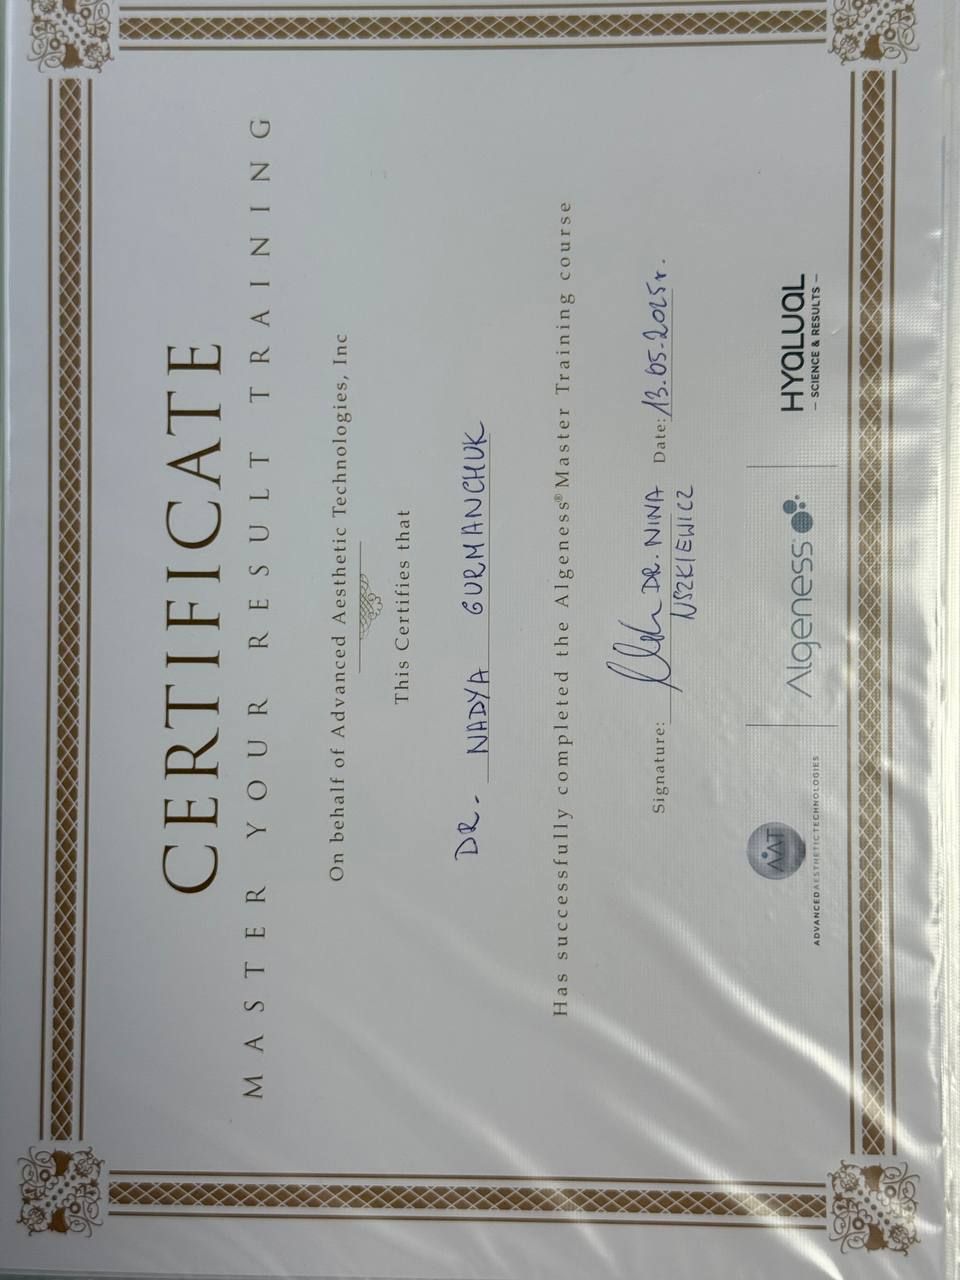 CERTIFICATE
MASTER YOUR RESULT TRAINING
On behalf of Advanced Aesthetic Technologies, Inc
This Certifies that
DR. NADYA GURMANCHUK
Has successfully completed the Algeness® Master Training course
Signature: DR. NINA Date: 13.05.2025r.
WSZKIEWICZ
AAT
ADVANCED AESTHETIC TECHNOLOGIES
Algeness
HYALUAL
– SCIENCE & RESULTS –